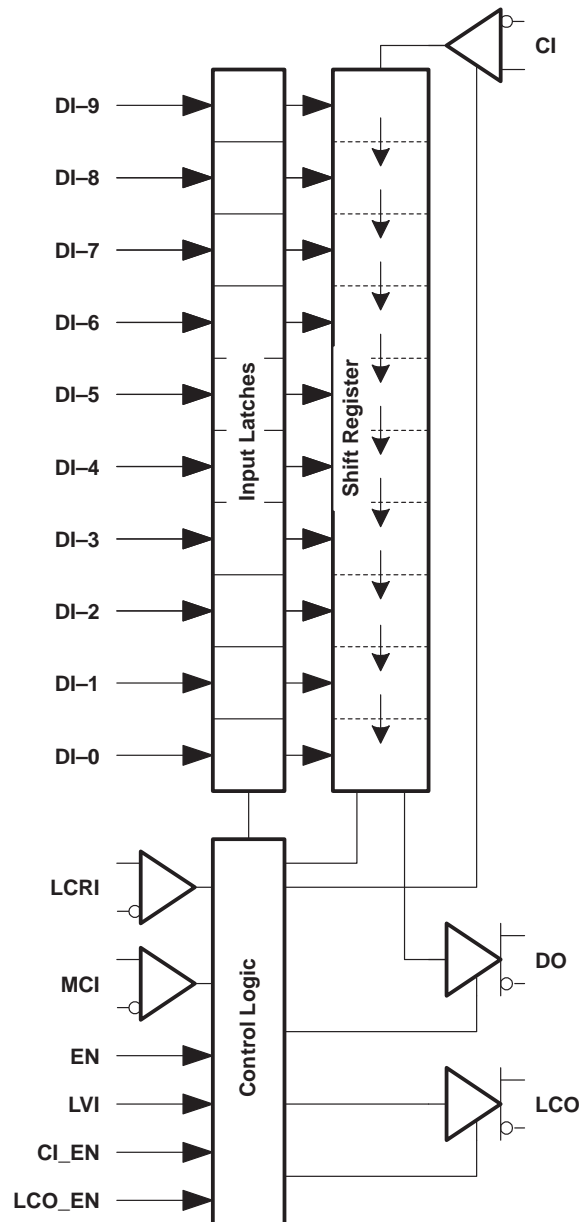 CI
DI–9
DI–8
DI–7
DI–6
DI–5
DI–4
DI–3
DI–2
DI–1
DI–0
Input Latches
Shift Register
LCRI
MCI
EN
LVI
CI_EN
LCO_EN
Control Logic
DO
LCO